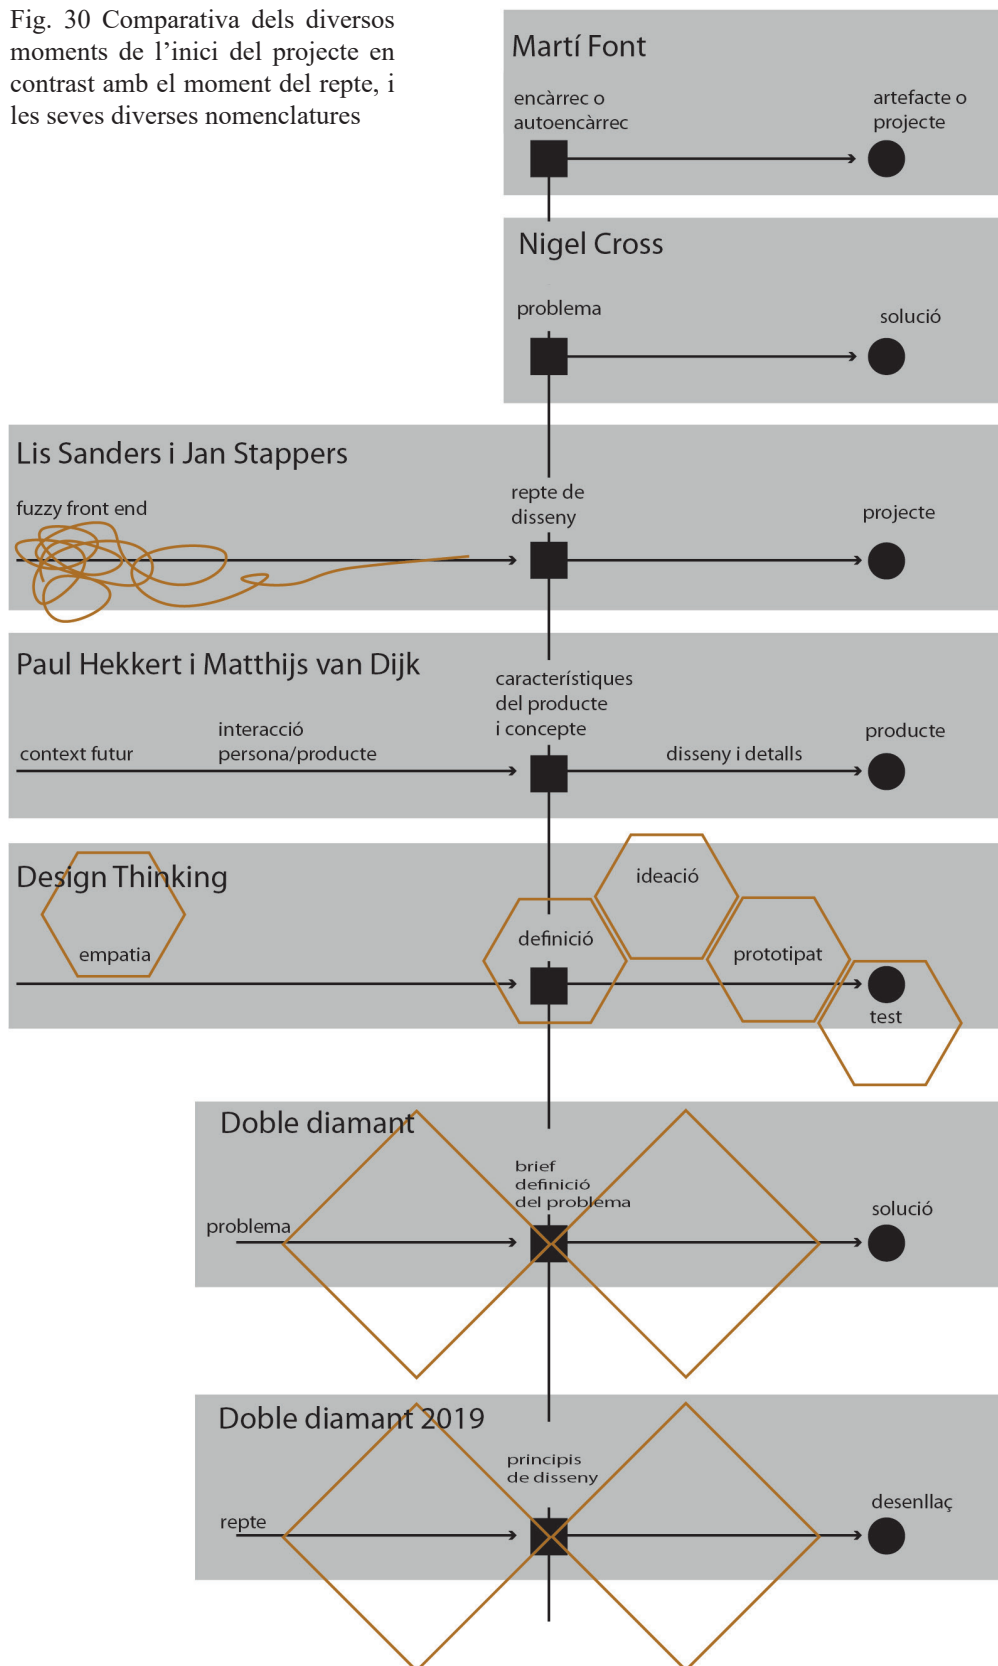 Fig. 30 Comparativa dels diversos
moments de l’inici del projecte en
contrast amb el moment del repte, i
les seves diverses nomenclatures
Martí Font
encàrrec o
autoencàrrec
artefacte o
projecte
Nigel Cross
problema
solució
Lis Sanders i Jan Stappers
fuzzy front end
repte de
disseny
projecte
Paul Hekkert i Matthijs van Dijk
context futur
interacció
persona/producte
característiques
del producte
i concepte
disseny i detalls
producte
Design Thinking
empatia
definició
ideació
prototipat
test
Doble diamant
problema
brief
definició
del problema
solució
Doble diamant 2019
repte
principis
de disseny
desenllaç